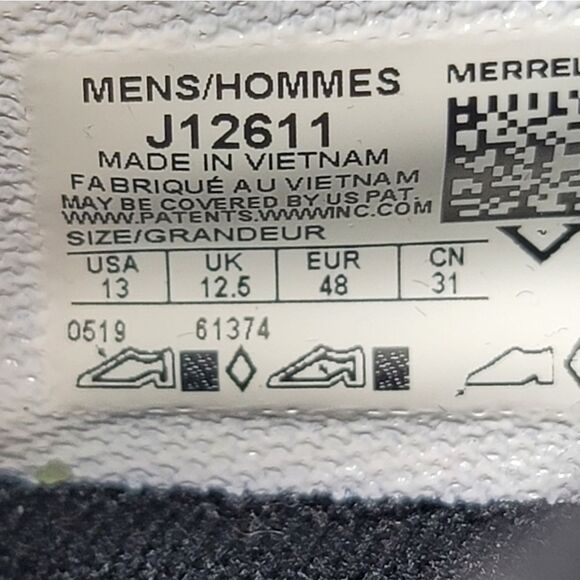 MENS/HOMMES
MERREL
J12611
MADE IN VIETNAM
FABRIQUÉ AU VIETNAM
MAY BE COVERED BY US PAT.
WWW.PATENTS.WWWINC.COM
SIZE/GRANDEUR
USA UK EUR CN
13 12.5 48 31
0519 61374